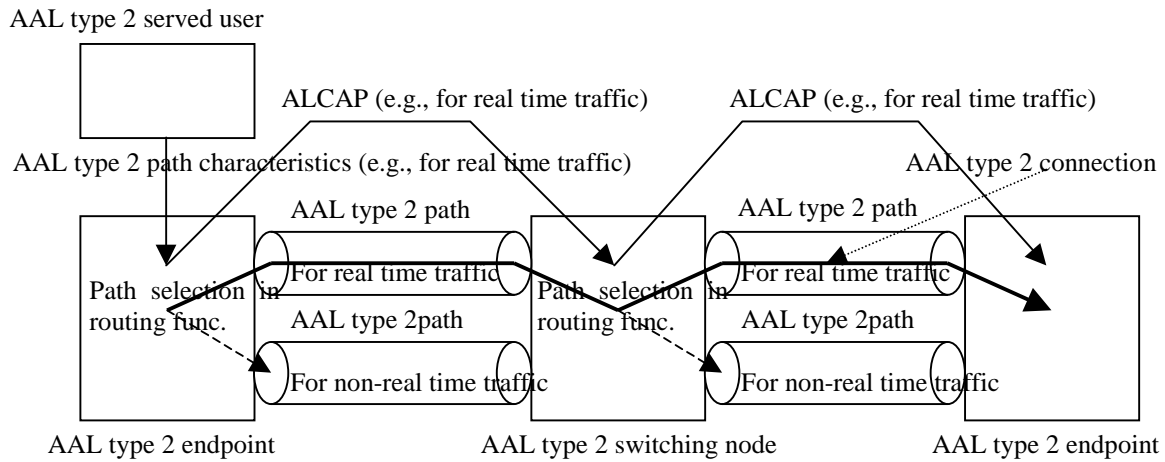 AAL type 2 served user
ALCAP (e.g., for real time traffic)
ALCAP (e.g., for real time traffic)
AAL type 2 path characteristics (e.g., for real time traffic)
AAL type 2 connection
AAL type 2 path
AAL type 2 path
For real time traffic
For real time traffic
Path selection in
routing func.
Path selection in
routing func.
AAL type 2path
AAL type 2path
For non-real time traffic
For non-real time traffic
AAL type 2 endpoint
AAL type 2 switching node
AAL type 2 endpoint